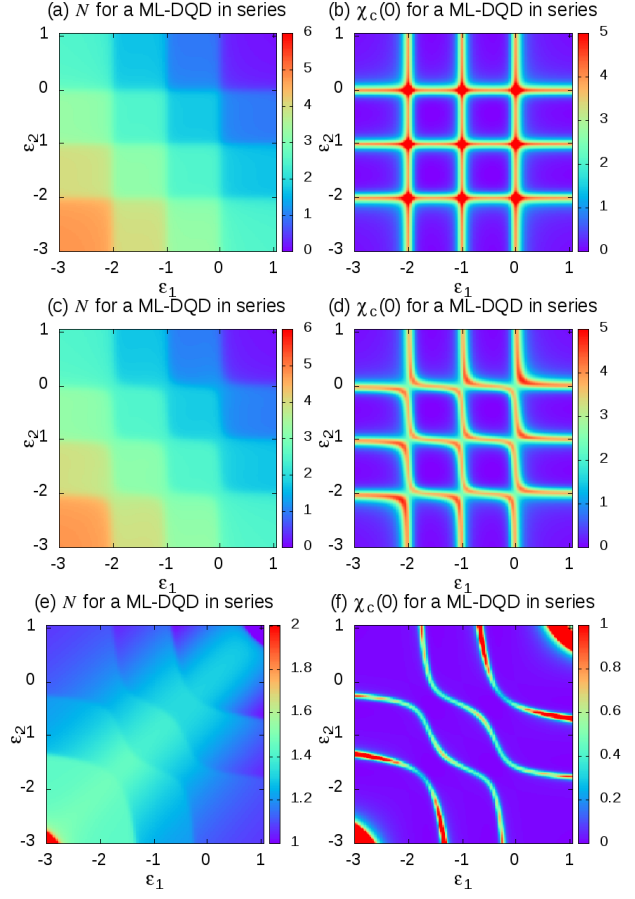 (a) N for a ML-DQD in series
(b) χc(0) for a ML-DQD in series
1
0
-1
-2
-3
ε2
-3 -2 -1 0 1
ε1
6
5
4
3
2
1
0
0
-1
-2
ε2
-3 -2 -1 0 1
ε1
5
4
3
2
1
0
(c) N for a ML-DQD in series
(d) χc(0) for a ML-DQD in series
1
0
-1
-2
-3
ε2
-3 -2 -1 0 1
ε1
6
5
4
3
2
1
0
1
0
-1
-2
-3
ε2
-3 -2 -1 0 1
ε1
5
4
3
2
1
0
(e) N for a ML-DQD in series
(f) χc(0) for a ML-DQD in series
1
0
-1
-2
-3
ε2
-3 -2 -1 0 1
ε1
2
1.8
1.6
1.4
1.2
1
1
0
-1
-2
-3
ε2
-3 -2 -1 0 1
ε1
1
0.8
0.6
0.4
0.2
0